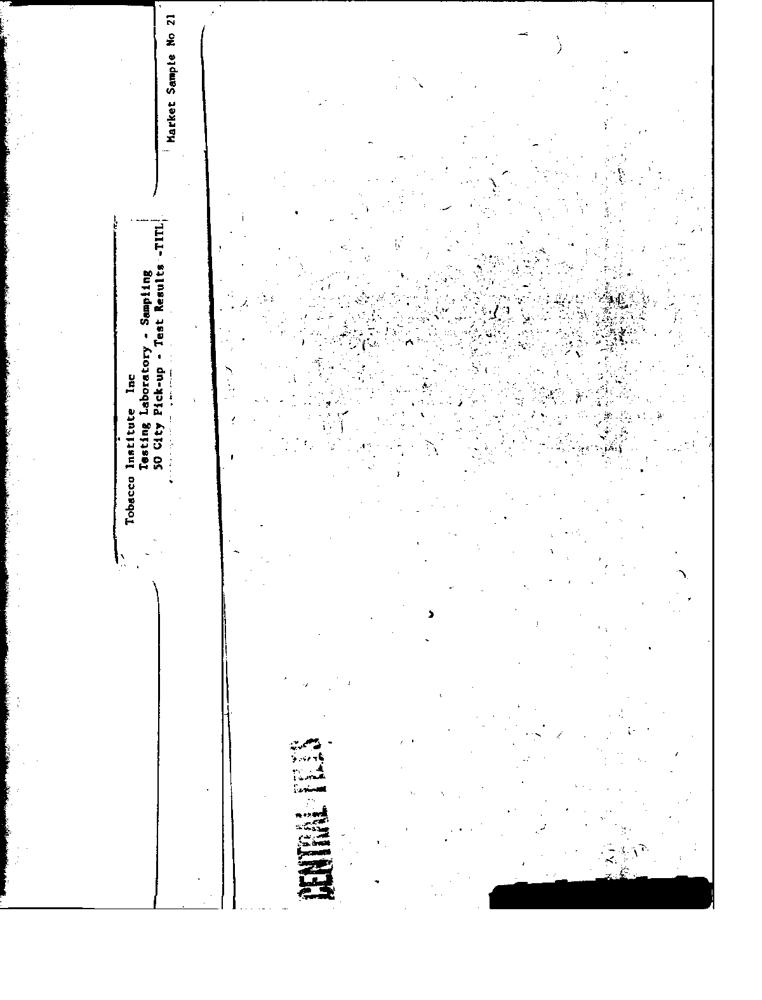 Tobacco Institute Inc
Testing Laboratory - Sampling
50 City Pick-up - Test Results -TITL
Market Sample No 21
CENTRAL FILES